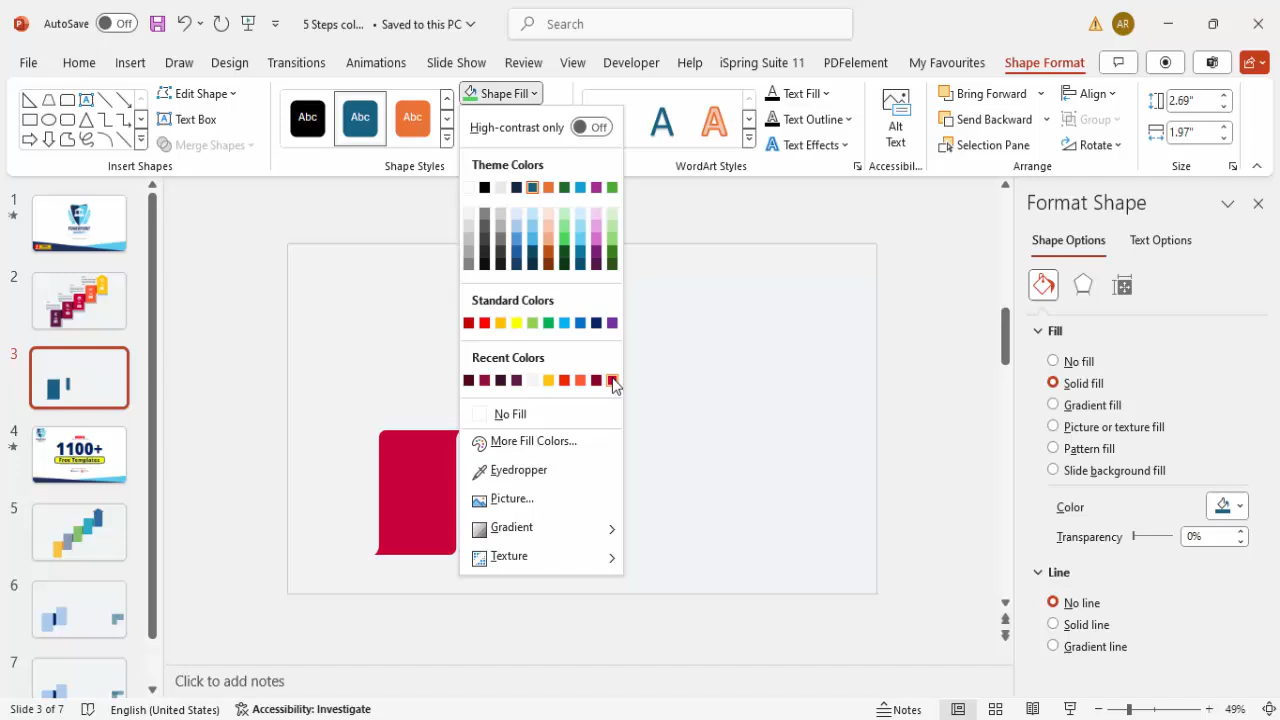 AutoSave Off 5 Steps col... • Saved to this PC Search AR
File Home Insert Draw Design Transitions Animations Slide Show Review View Developer Help iSpring Suite 11 PDFelement My Favourites Shape Format
Edit Shape
Text Box
Merge Shapes
Insert Shapes
Abc Abc Abc
Shape Styles
Shape Fill
High-contrast only Off
Theme Colors
Standard Colors
Recent Colors
No Fill
More Fill Colors...
Eyedropper
Picture...
Gradient
Texture
A A
Text Fill
Text Outline
Text Effects
WordArt Styles
Alt
Text
Accessibil...
Bring Forward
Send Backward
Selection Pane
Align
Group
Rotate
Arrange
2.69"
1.97"
Size
1
2
3
4
1100+
Free Templates
5
6
7
Format Shape
Shape Options Text Options
Fill
No fill
Solid fill
Gradient fill
Picture or texture fill
Pattern fill
Slide background fill
Color
Transparency 0%
Line
No line
Solid line
Gradient line
Click to add notes
Slide 3 of 7 English (United States) Accessibility: Investigate Notes 49%